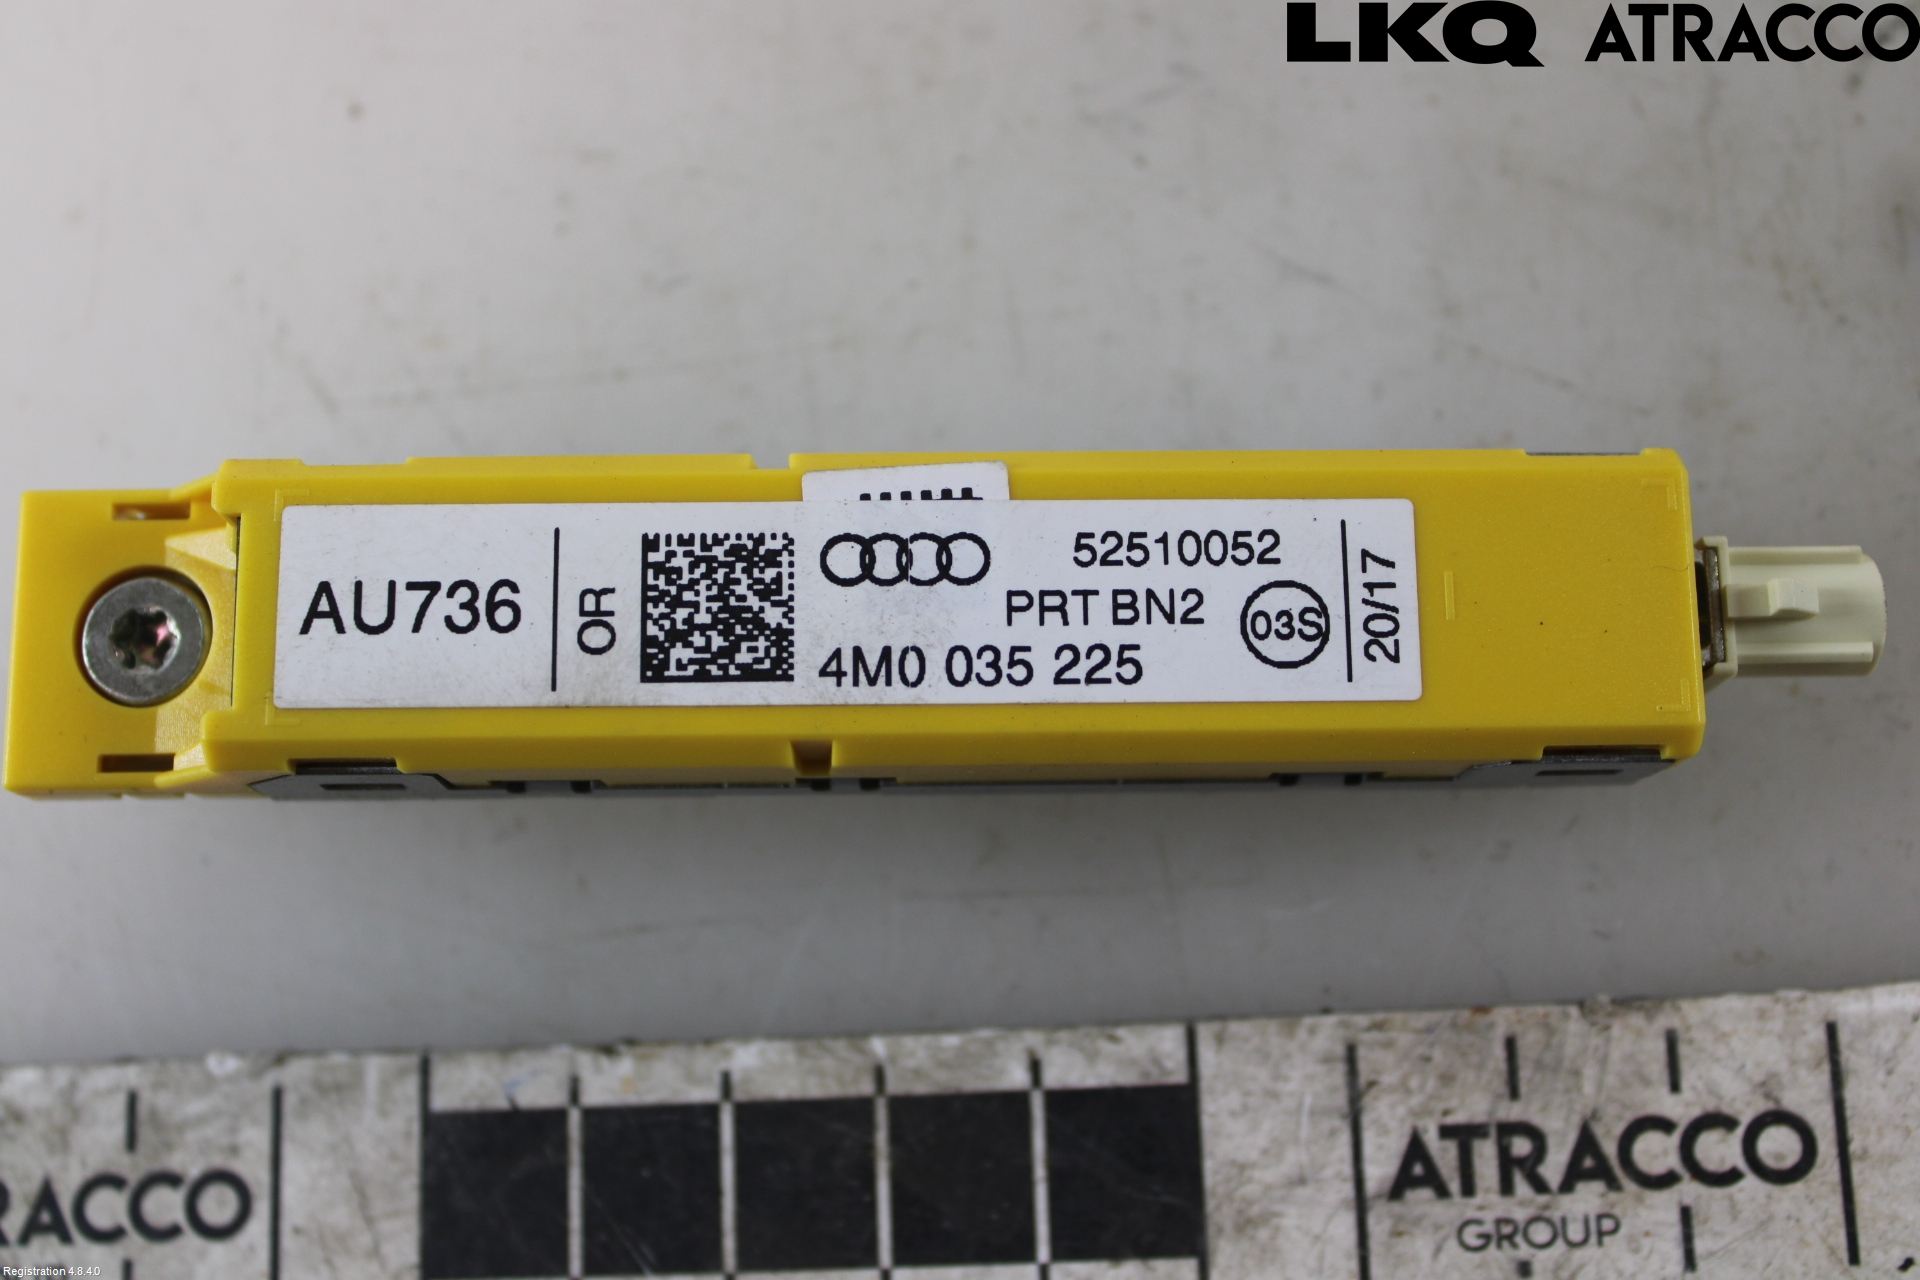 LKQ ATRACCO
AU736
OR
52510052
PRT BN2
03S
4M0 035 225
20/17
RACCO
ATRACCO
GROUP
Registration 4.8.4.0